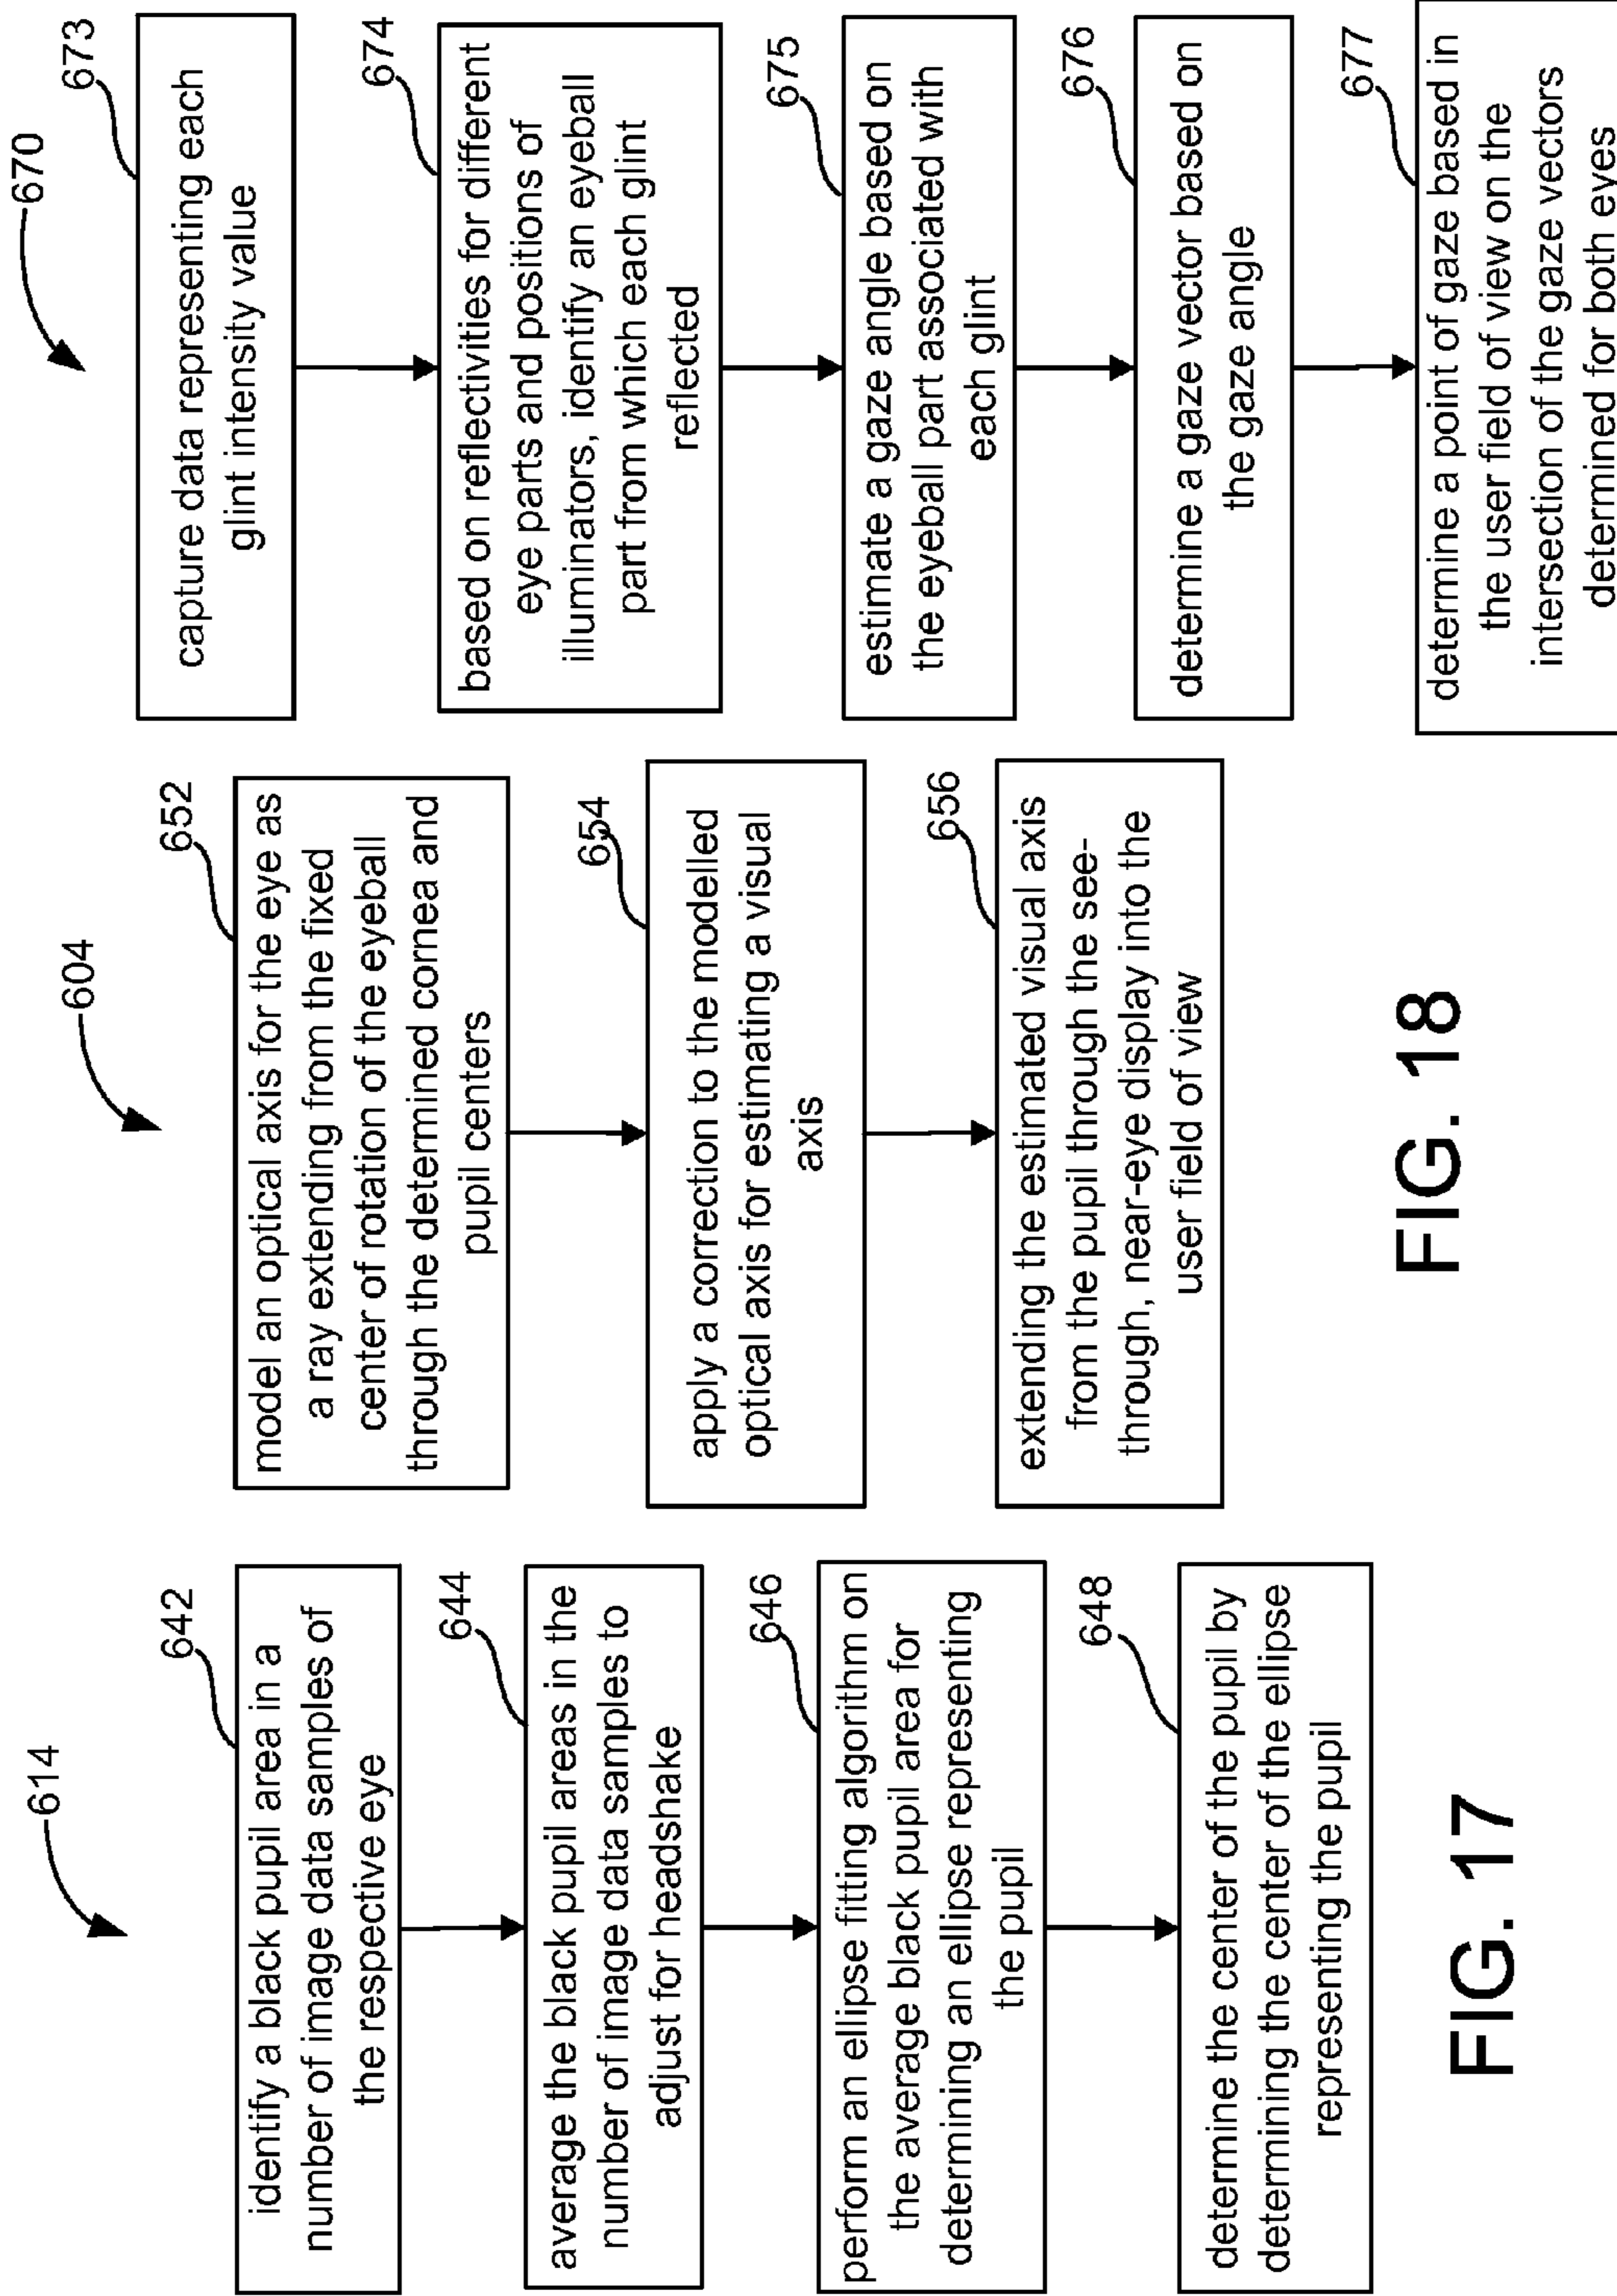 614
642
identify a black pupil area in a
number of image data samples of
the respective eye
644
average the black pupil areas in the
number of image data samples to
adjust for headshake
646
perform an ellipse fitting algorithm on
the average black pupil area for
determining an ellipse representing
the pupil
648
determine the center of the pupil by
determining the center of the ellipse
representing the pupil
FIG. 17
604
652
model an optical axis for the eye as
a ray extending from the fixed
center of rotation of the eyeball
through the determined cornea and
pupil centers
654
apply a correction to the modelled
optical axis for estimating a visual
axis
656
extending the estimated visual axis
from the pupil through the see-
through, near-eye display into the
user field of view
FIG. 18
670
673
capture data representing each
glint intensity value
674
based on reflectivities for different
eye parts and positions of
illuminators, identify an eyeball
part from which each glint
reflected
675
estimate a gaze angle based on
the eyeball part associated with
each glint
676
determine a gaze vector based on
the gaze angle
677
determine a point of gaze based in
the user field of view on the
intersection of the gaze vectors
determined for both eyes